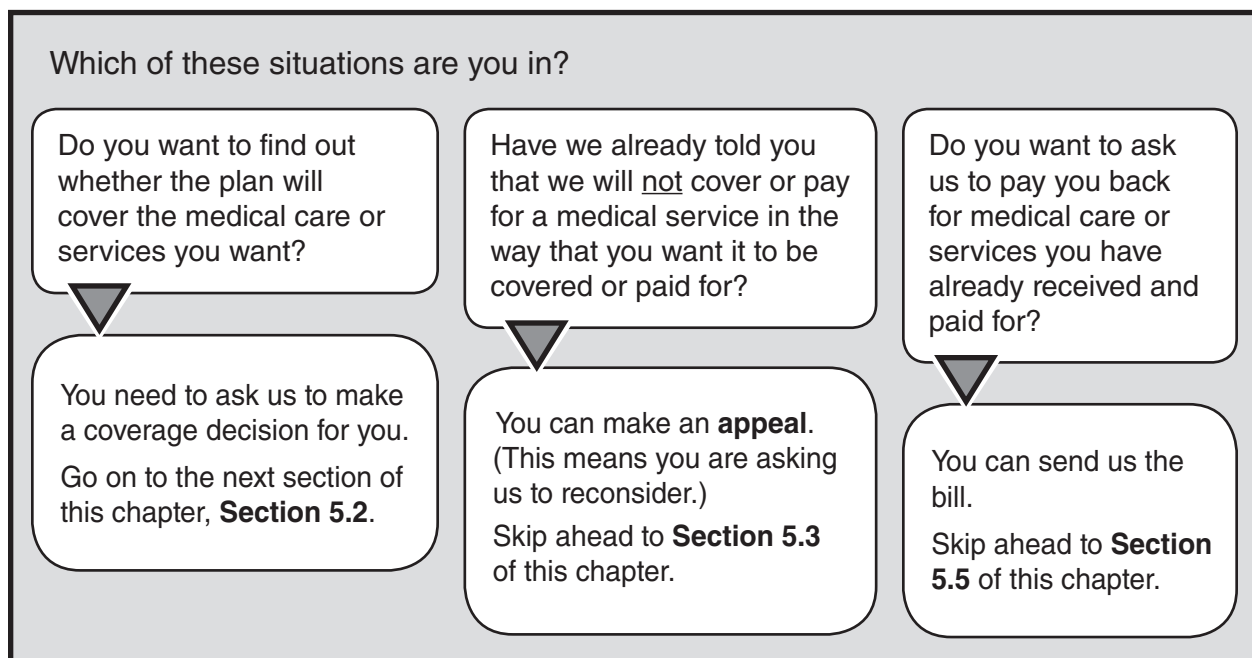 Which of these situations are you in?
Do you want to find out
whether the plan will
cover the medical care or
services you want?
You need to ask us to make
a coverage decision for you.
Go on to the next section of
this chapter, Section 5.2.
Have we already told you
that we will not cover or pay
for a medical service in the
way that you want it to be
covered or paid for?
You can make an appeal.
(This means you are asking
us to reconsider.)
Skip ahead to Section 5.3
of this chapter.
Do you want to ask
us to pay you back
for medical care or
services you have
already received and
paid for?
You can send us the
bill.
Skip ahead to Section
5.5 of this chapter.